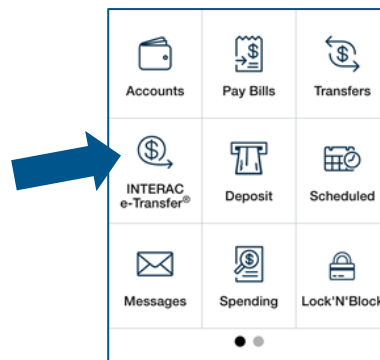 Accounts
Pay Bills
Transfers
INTERAC
e-Transfer®
Deposit
Scheduled
Messages
Spending
Lock'N'Block